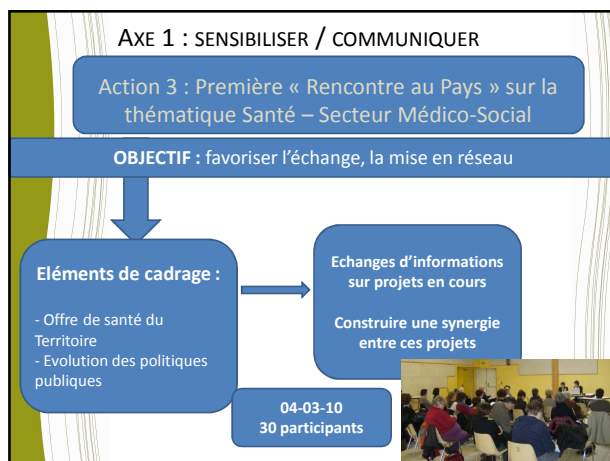 AXE 1 : SENSIBILISER / COMMUNIQUER
Action 3 : Première « Rencontre au Pays » sur la
thématique Santé – Secteur Médico-Social
OBJECTIF : favoriser l'échange, la mise en réseau
Eléments de cadrage :
- Offre de santé du
Territoire
- Evolution des politiques
publiques
Echanges d'informations
sur projets en cours
Construire une synergie
entre ces projets
04-03-10
30 participants